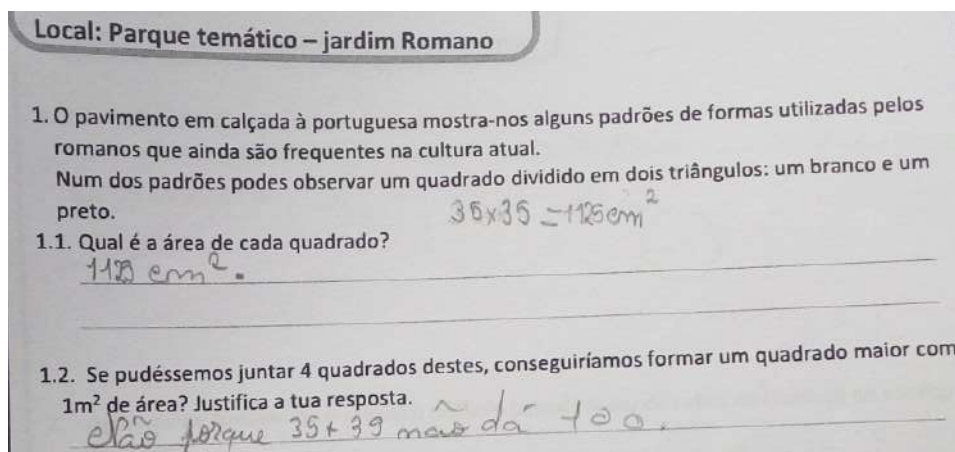 Local: Parque temático – jardim Romano
1. O pavimento em calçada à portuguesa mostra-nos alguns padrões de formas utilizadas pelos
romanos que ainda são frequentes na cultura atual.
Num dos padrões podes observar um quadrado dividido em dois triângulos: um branco e um
preto.
35x35=1125cm²
1.1. Qual é a área de cada quadrado?
1125 cm².
1.2. Se pudéssemos juntar 4 quadrados destes, conseguiríamos formar um quadrado maior com
1m² de área? Justifica a tua resposta.
Não porque 35+35 não dá 100.